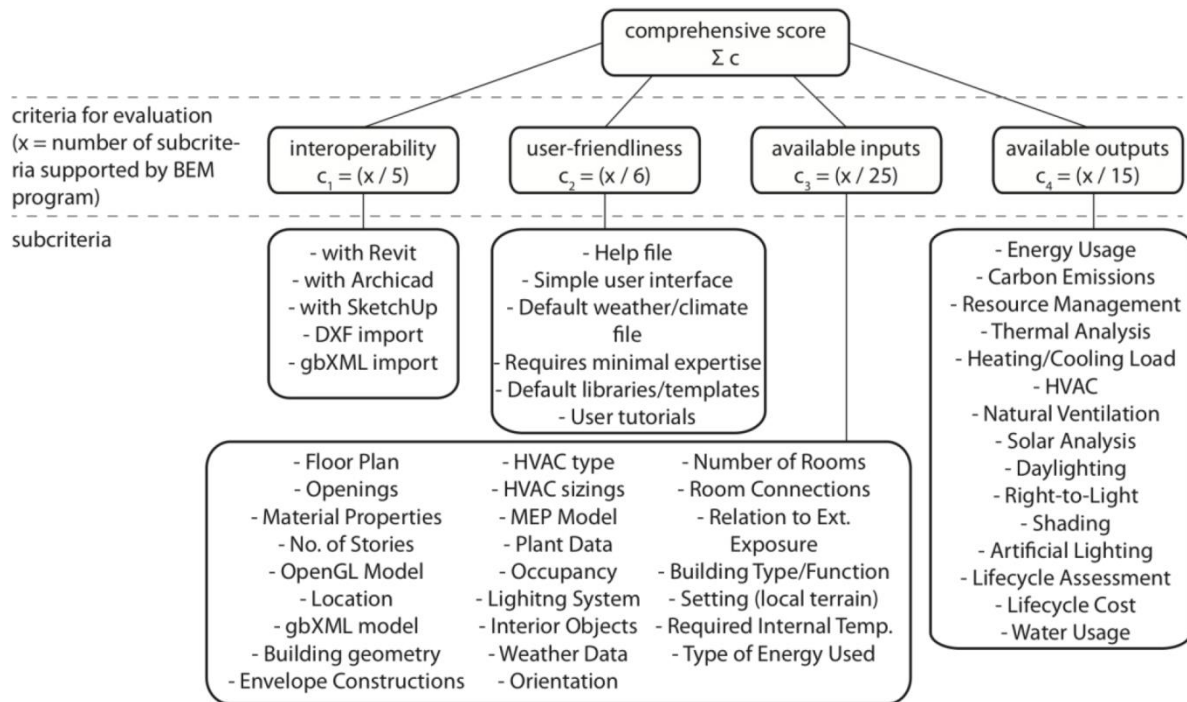 comprehensive score
Σ c
criteria for evaluation
(x = number of subcrite-
ria supported by BEM
program)
interoperability
c₁ = (x / 5)
user-friendliness
c₂ = (x / 6)
available inputs
c₃ = (x / 25)
available outputs
c₄ = (x / 15)
subcriteria
- with Revit
- with Archicad
- with SketchUp
- DXF import
- gbXML import
- Help file
- Simple user interface
- Default weather/climate
file
- Requires minimal expertise
- Default libraries/templates
- User tutorials
- Floor Plan
- Openings
- Material Properties
- No. of Stories
- OpenGL Model
- Location
- gbXML model
- Building geometry
- Envelope Constructions
- HVAC type
- HVAC sizings
- MEP Model
- Plant Data
- Occupancy
- Lighitng System
- Interior Objects
- Weather Data
- Orientation
- Number of Rooms
- Room Connections
- Relation to Ext.
Exposure
- Building Type/Function
- Setting (local terrain)
- Required Internal Temp.
- Type of Energy Used
- Energy Usage
- Carbon Emissions
- Resource Management
- Thermal Analysis
- Heating/Cooling Load
- HVAC
- Natural Ventilation
- Solar Analysis
- Daylighting
- Right-to-Light
- Shading
- Artificial Lighting
- Lifecycle Assessment
- Lifecycle Cost
- Water Usage